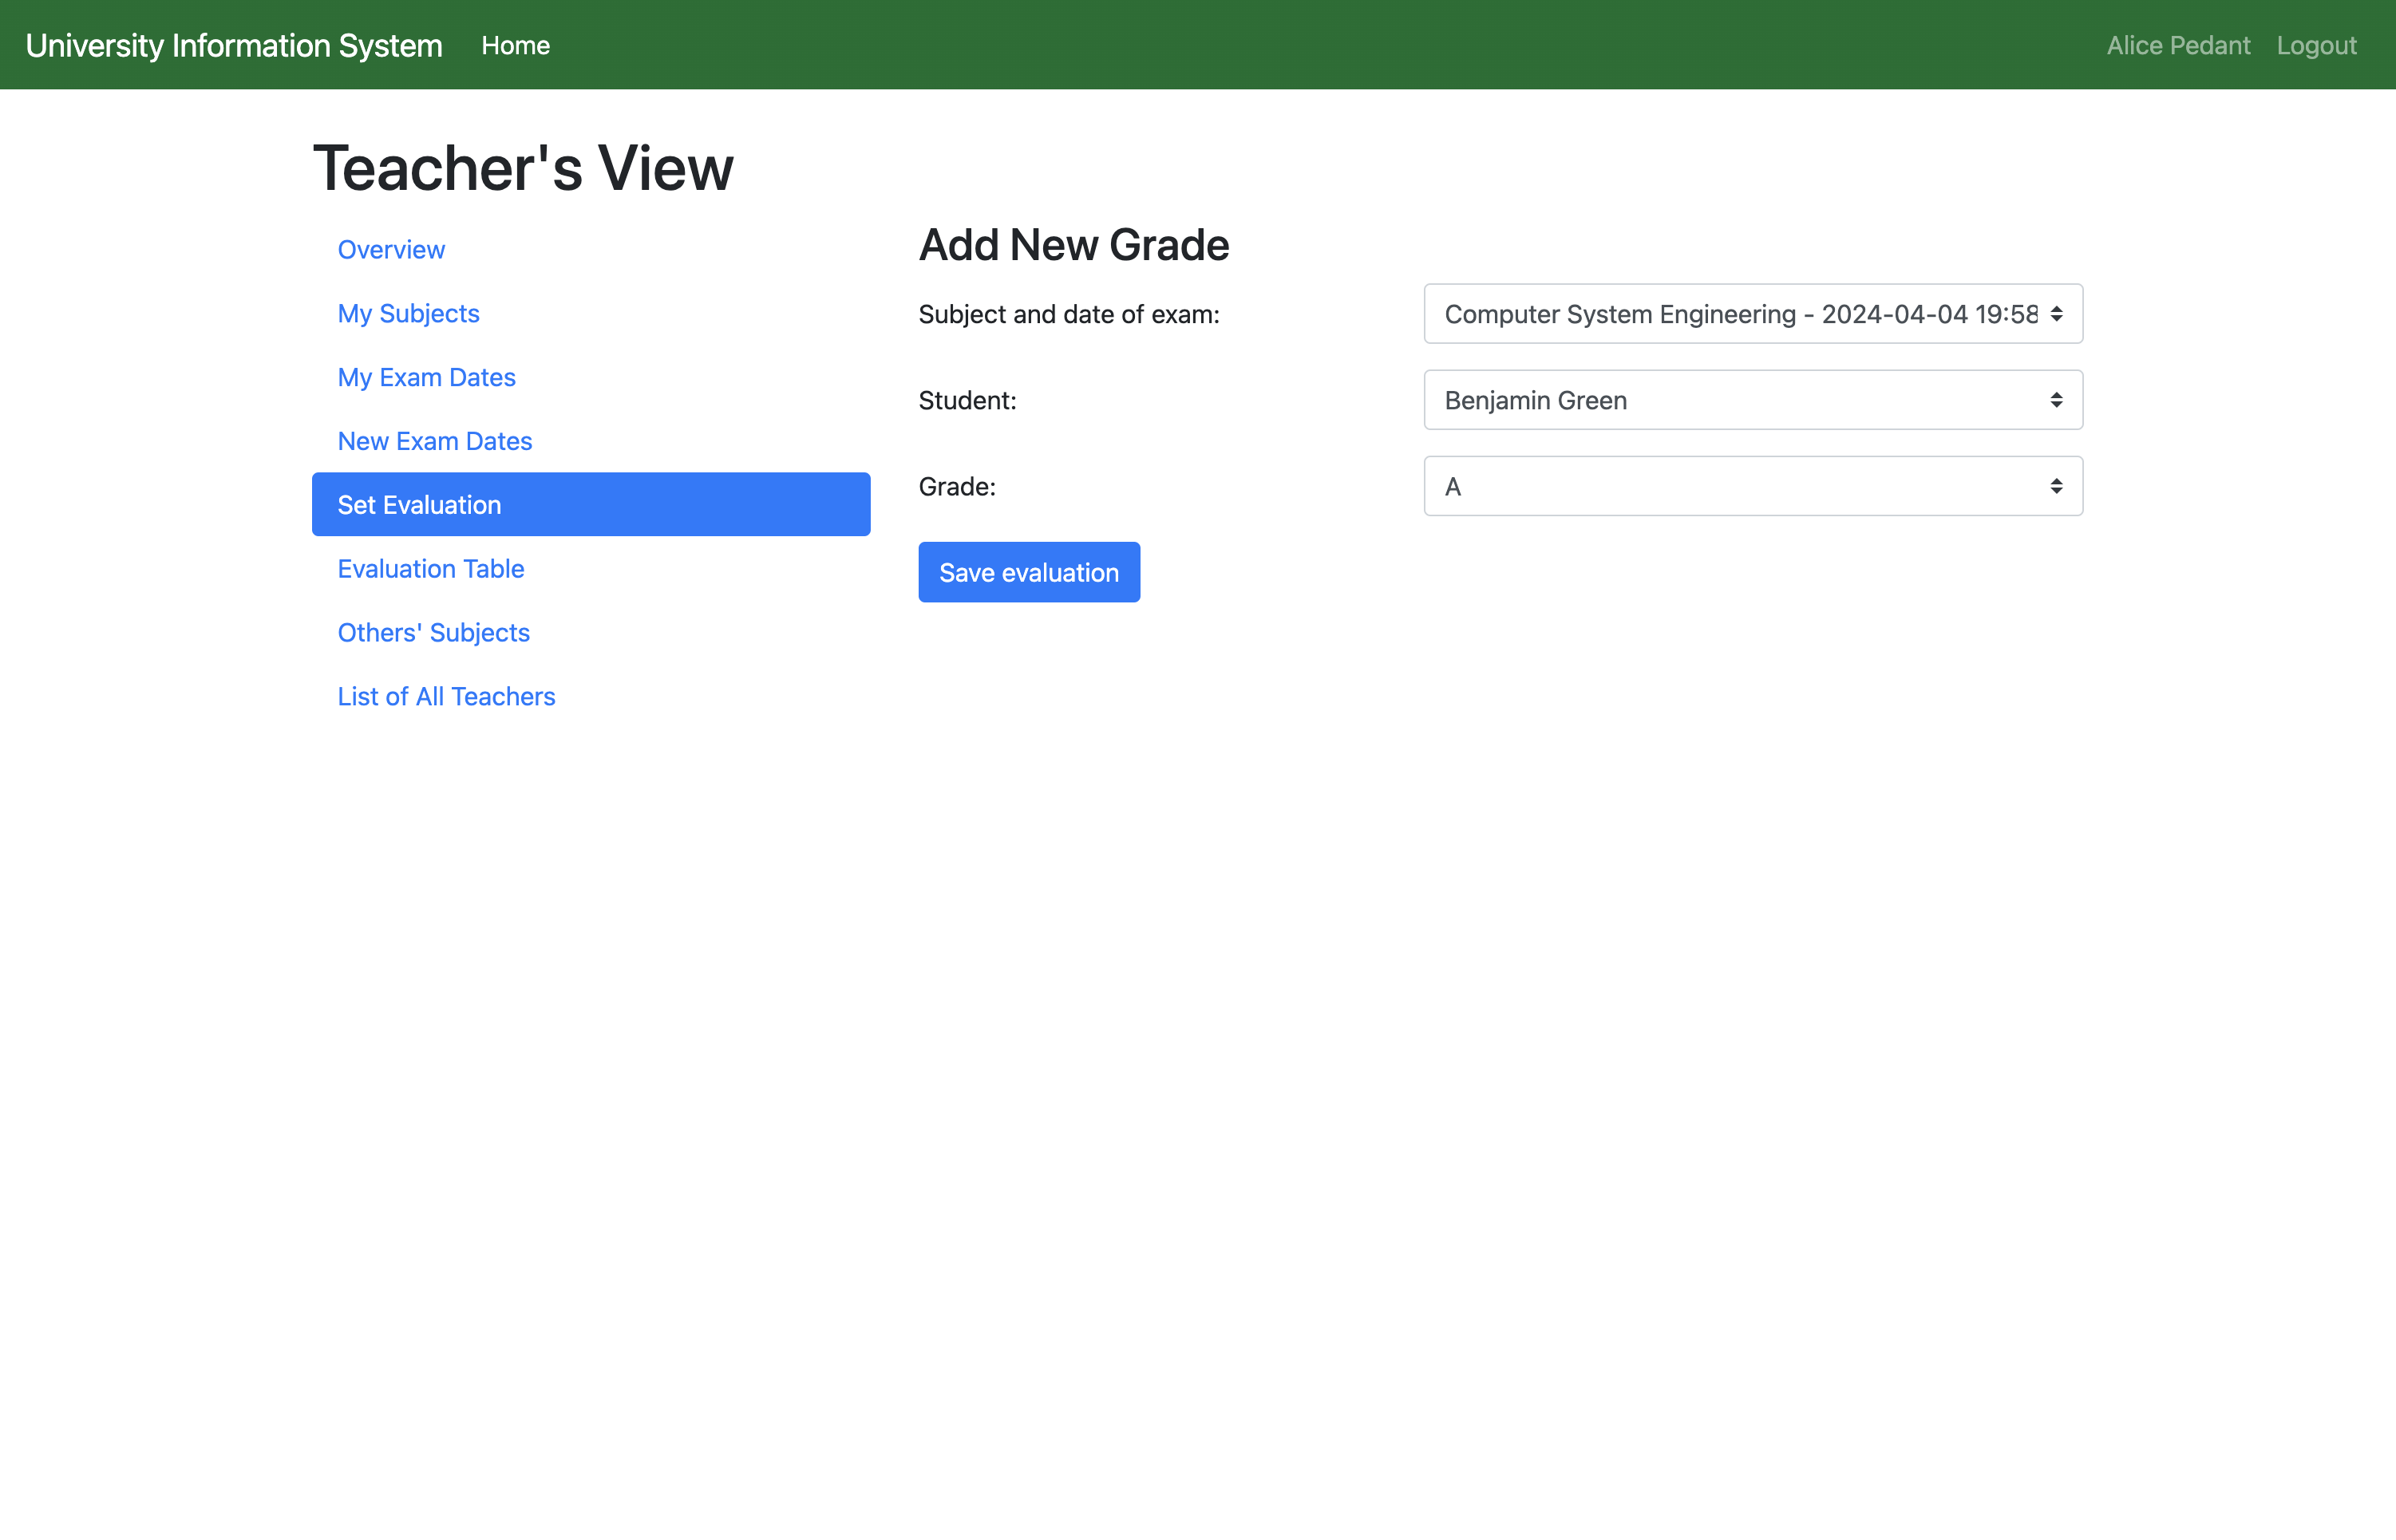 University Information System Home Alice Pedant Logout
Teacher's View
Overview
My Subjects
My Exam Dates
New Exam Dates
Set Evaluation
Evaluation Table
Others' Subjects
List of All Teachers
Add New Grade
Subject and date of exam: Computer System Engineering - 2024-04-04 19:58
Student: Benjamin Green
Grade: A
Save evaluation